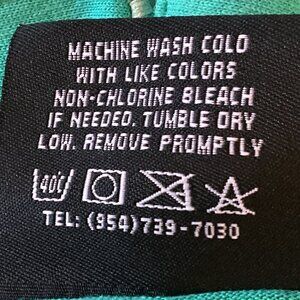 MACHINE WASH COLD
WITH LIKE COLORS
NON-CHLORINE BLEACH
IF NEEDED. TUMBLE DRY
LOW. REMOVE PROMPTLY
40C
TEL: (954)739-7030